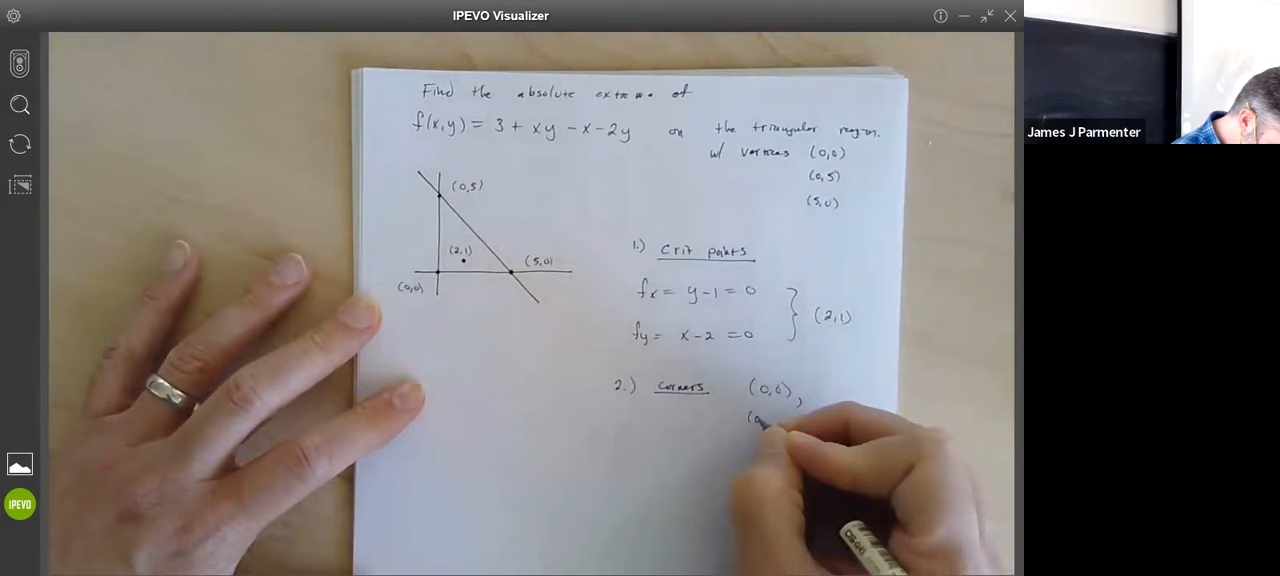 IPEVO Visualizer
James J Parmenter
Find the absolute extrema of
f(x,y) = 3 + xy - x - 2y on the triangular region.
w/ vertices (0,0)
(0,5)
(5,0)
(0,5)
(2,1)
(5,0)
(0,0)
1.) Crit points
fx = y-1 = 0
fy = x-2 = 0
} (2,1)
2.) corners (0,0),
(0
IPEVO